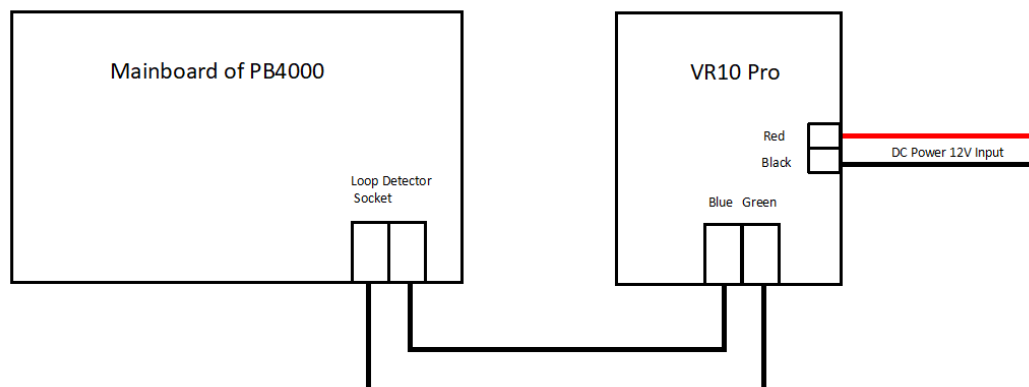 Mainboard of PB4000
VR10 Pro
Red
Black
DC Power 12V Input
Loop Detector
Socket
Blue Green